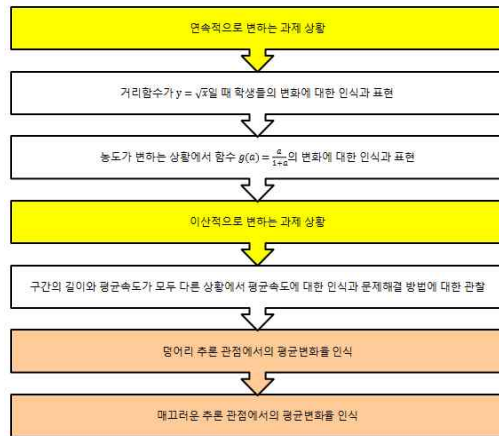 연속적으로 변하는 과제 상황
거리함수가 y = √x일 때 학생들의 변화에 대한 인식과 표현
농도가 변하는 상황에서 함수 g(a) = a/(1+a)의 변화에 대한 인식과 표현
이산적으로 변하는 과제 상황
구간의 길이와 평균속도가 모두 다른 상황에서 평균속도에 대한 인식과 문제해결 방법에 대한 관찰
덩어리 추론 관점에서의 평균변화율 인식
매끄러운 추론 관점에서의 평균변화율 인식